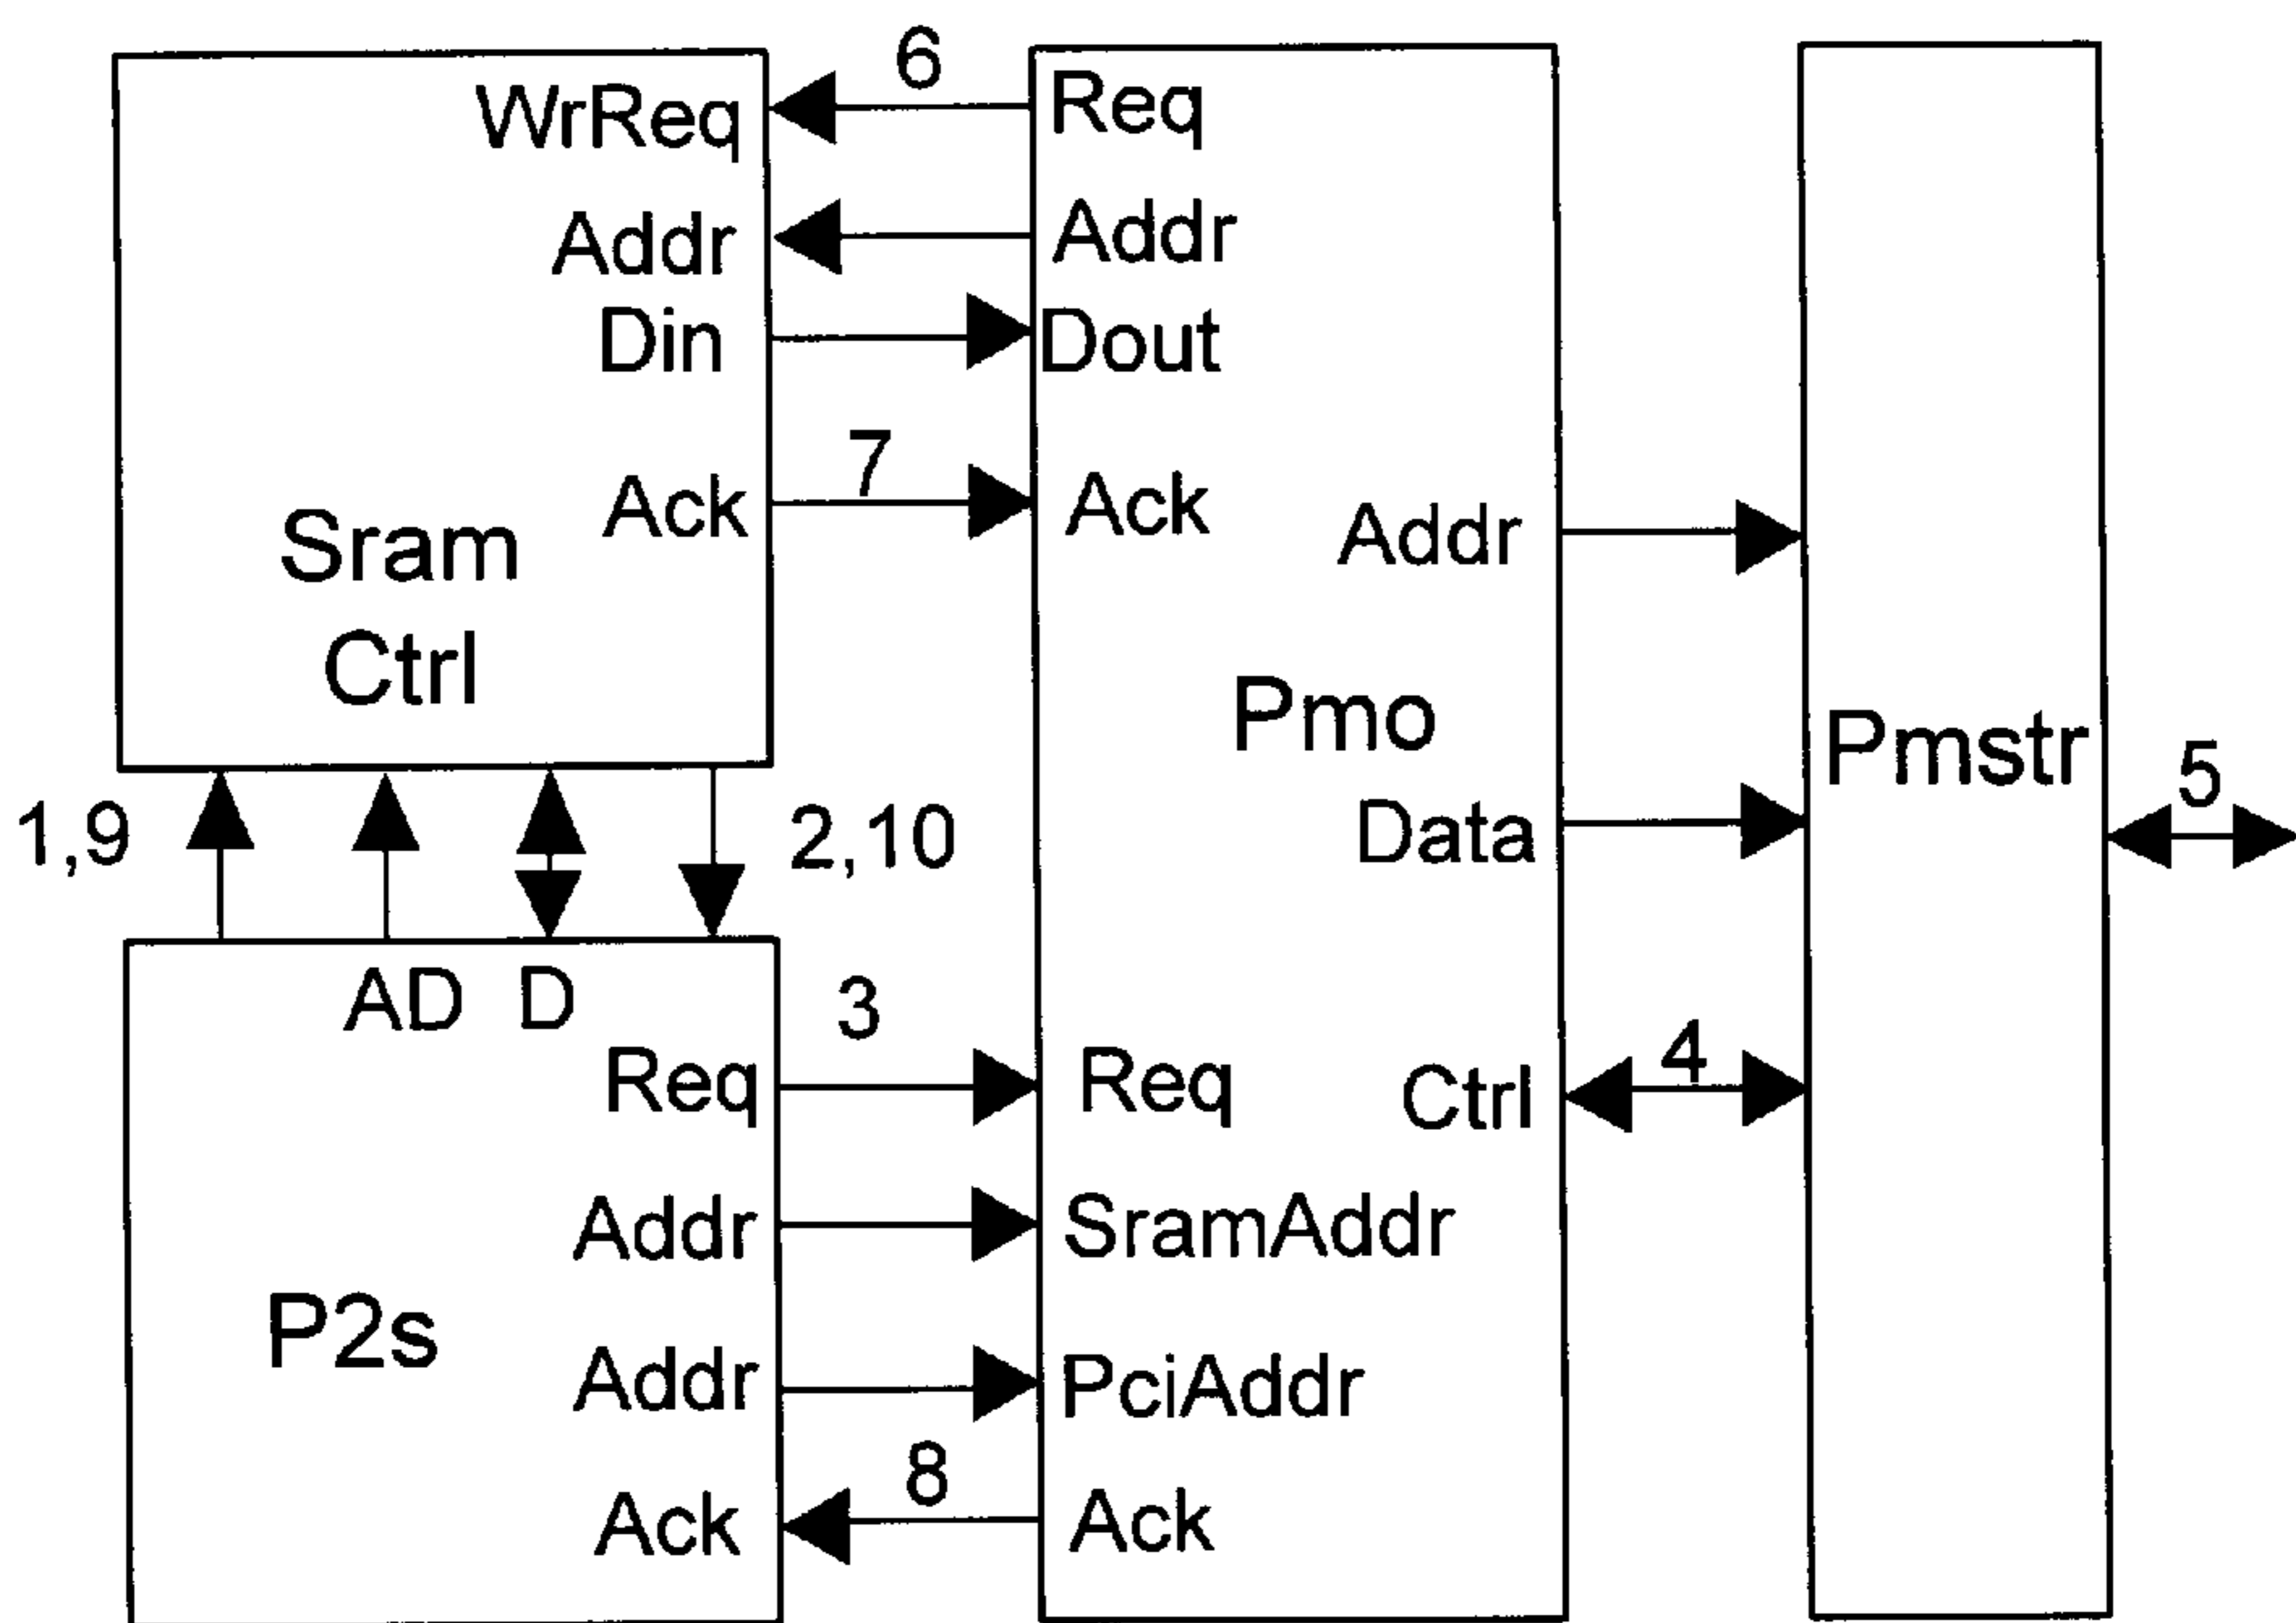 6
WrReq
Req
Addr
Addr
Din
Dout
7
Ack
Ack
Addr
Sram
Ctrl
Pmo
Pmstr
5
1,9
2,10
Data
AD D
3
Req
Req
4
Ctrl
Addr
SramAddr
P2s
Addr
PciAddr
8
Ack
Ack